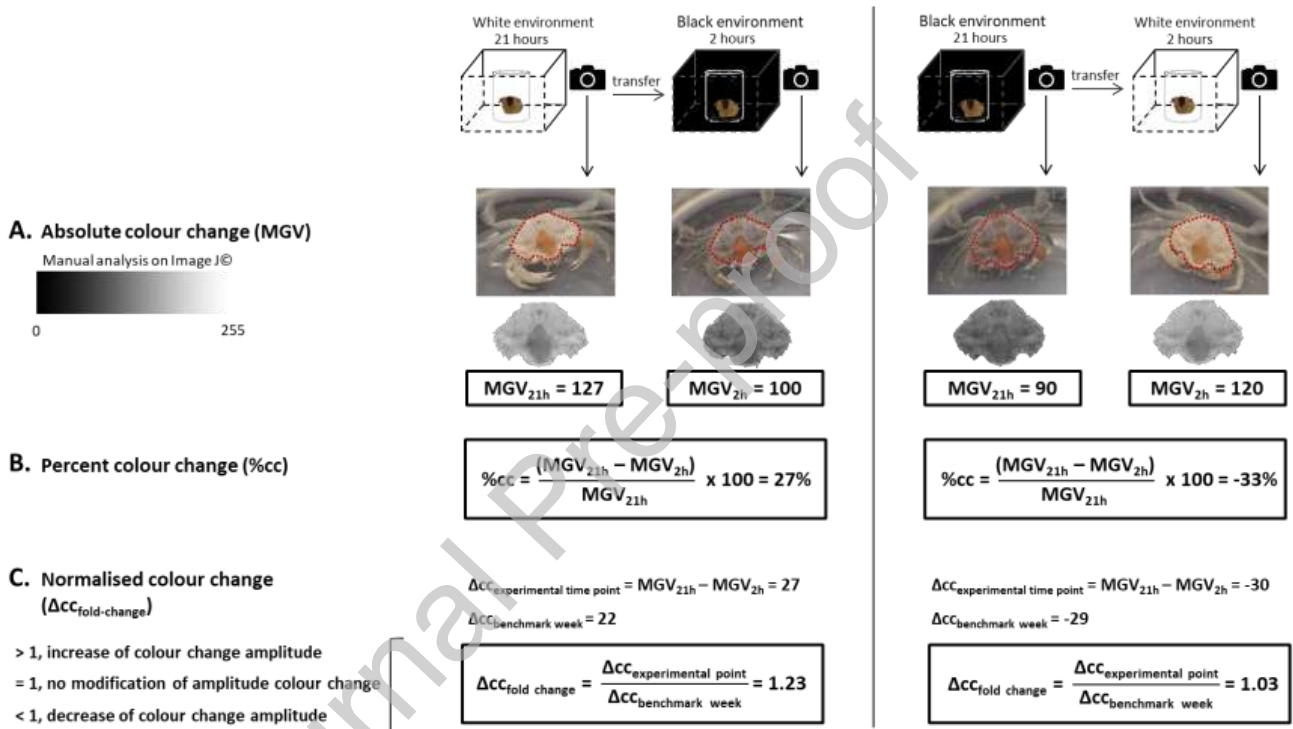 White environment
21 hours
Black environment
2 hours
Black environment
21 hours
White environment
2 hours
transfer
transfer
A. Absolute colour change (MGV)
Manual analysis on Image J©
0
255
MGV21h = 127
MGV2h = 100
MGV21h = 90
MGV2h = 120
B. Percent colour change (%cc)
%cc = (MGV21h – MGV2h) / MGV21h x 100 = 27%
%cc = (MGV21h – MGV2h) / MGV21h x 100 = -33%
C. Normalised colour change
(Δccfold-change)
> 1, increase of colour change amplitude
= 1, no modification of amplitude colour change
< 1, decrease of colour change amplitude
Δccexperimental time point = MGV21h – MGV2h = 27
Δccbenchmark week = 22
Δccfold change = Δccexperimental point / Δccbenchmark week = 1.23
Δccexperimental time point = MGV21h – MGV2h = -30
Δccbenchmark week = -29
Δccfold change = Δccexperimental point / Δccbenchmark week = 1.03
rnal Pre-proof